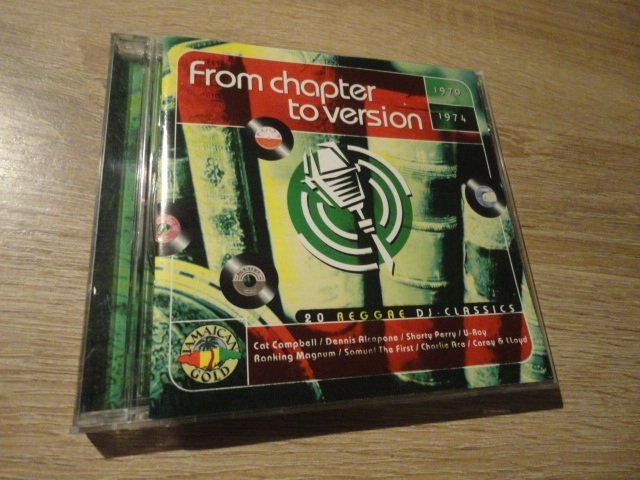 From chapter
to version
1970
1974
20 REGGAE DJ-CLASSICS
Cat Campbell / Dennis Alcapone / Shorty Perry / U-Roy
Ranking Magnum / Samuel The First / Charlie Ace / Carey & Lloyd
JAMAICAN
GOLD